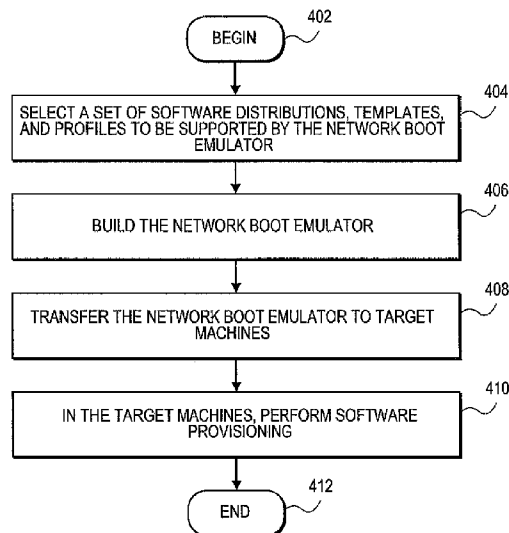 BEGIN
402
SELECT A SET OF SOFTWARE DISTRIBUTIONS, TEMPLATES,
AND PROFILES TO BE SUPPORTED BY THE NETWORK BOOT
EMULATOR
404
BUILD THE NETWORK BOOT EMULATOR
406
TRANSFER THE NETWORK BOOT EMULATOR TO TARGET
MACHINES
408
IN THE TARGET MACHINES, PERFORM SOFTWARE
PROVISIONING
410
END
412